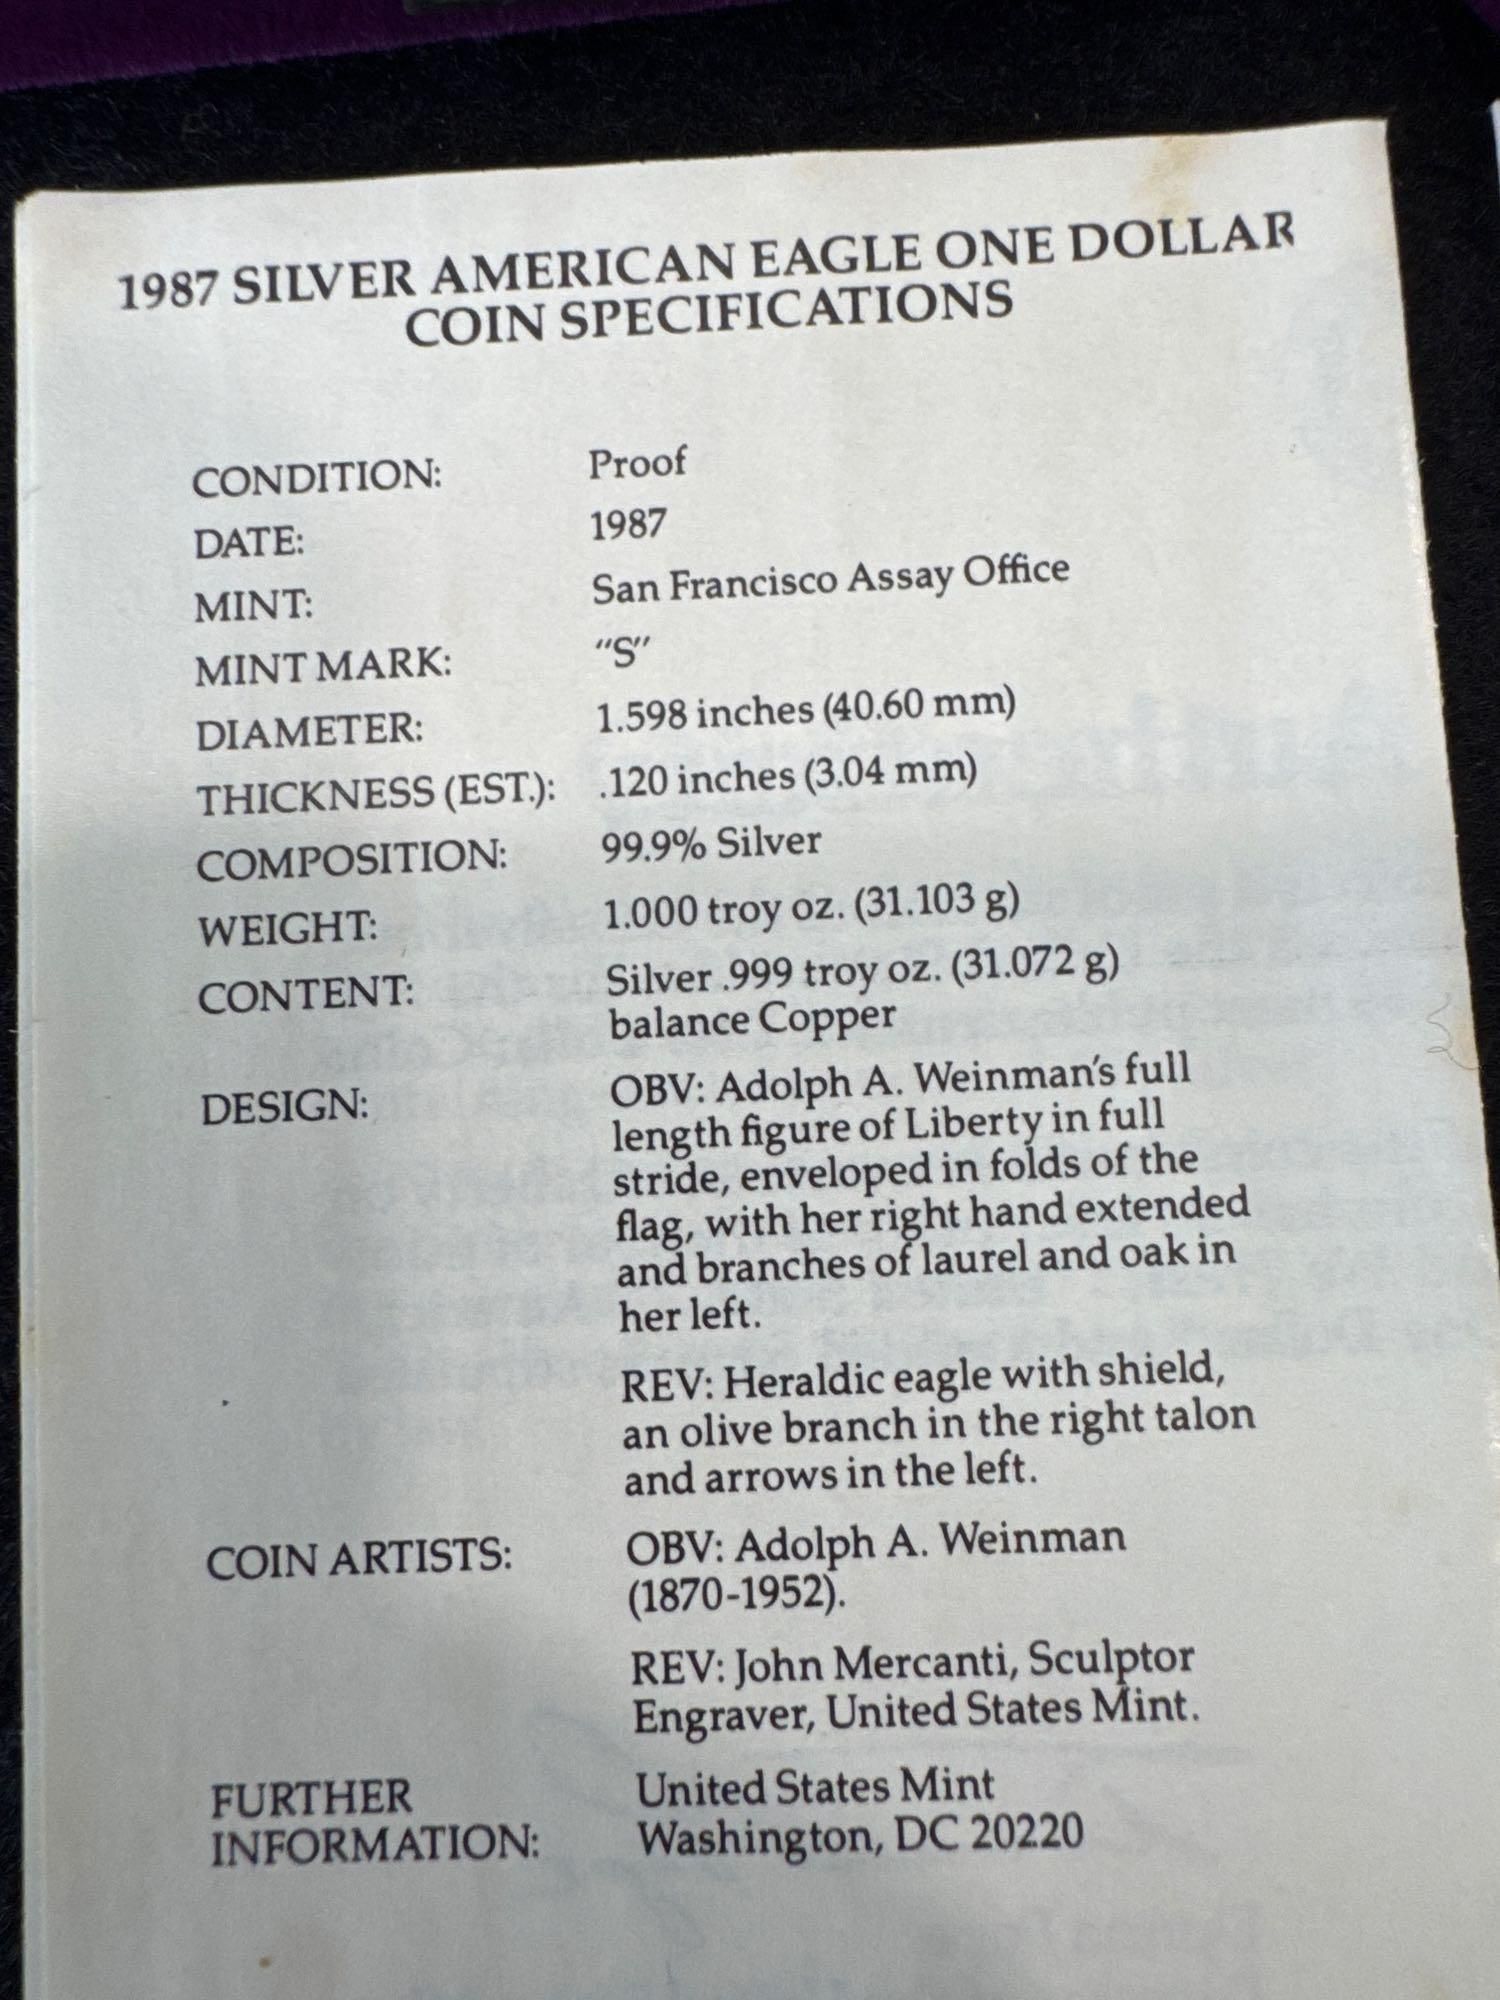 1987 SILVER AMERICAN EAGLE ONE DOLLAR
COIN SPECIFICATIONS
CONDITION: Proof
DATE: 1987
MINT: San Francisco Assay Office
MINT MARK: "S"
DIAMETER: 1.598 inches (40.60 mm)
THICKNESS (EST.): .120 inches (3.04 mm)
COMPOSITION: 99.9% Silver
WEIGHT: 1.000 troy oz. (31.103 g)
CONTENT: Silver .999 troy oz. (31.072 g)
balance Copper
DESIGN: OBV: Adolph A. Weinman's full
length figure of Liberty in full
stride, enveloped in folds of the
flag, with her right hand extended
and branches of laurel and oak in
her left.
REV: Heraldic eagle with shield,
an olive branch in the right talon
and arrows in the left.
COIN ARTISTS: OBV: Adolph A. Weinman
(1870-1952).
REV: John Mercanti, Sculptor
Engraver, United States Mint.
FURTHER United States Mint
INFORMATION: Washington, DC 20220